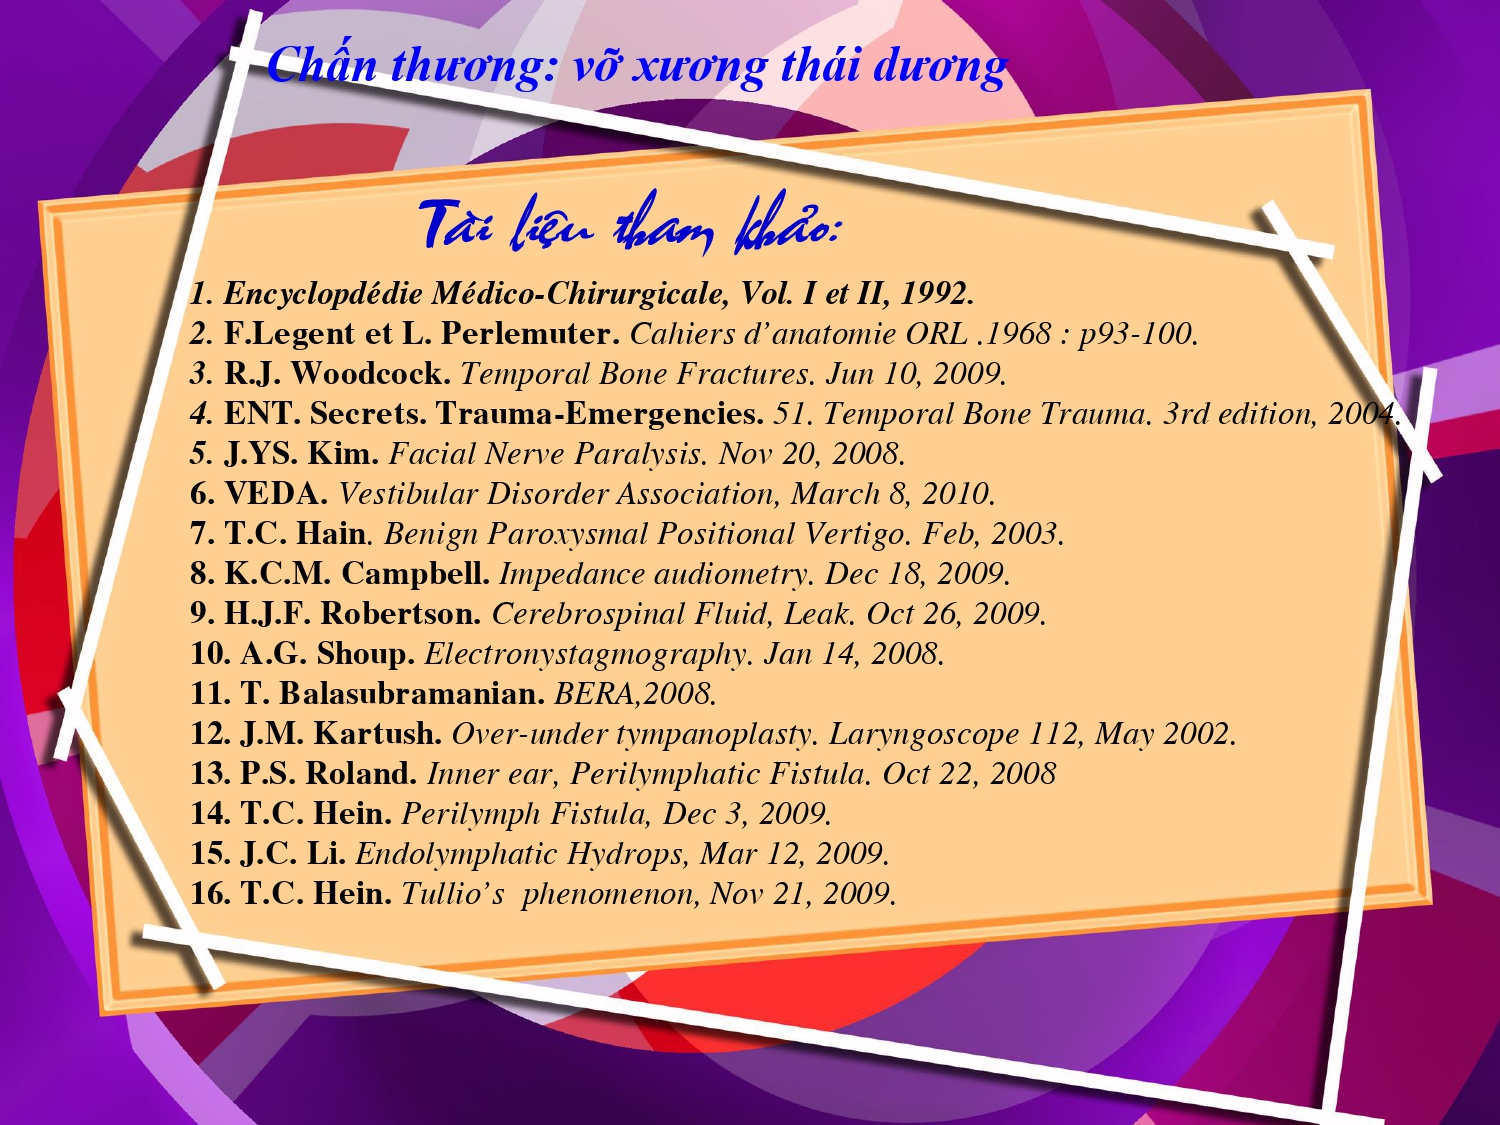 Chấn thương: vỡ xương thái dương
Tài liệu tham khảo:
1. Encyclopdédie Médico-Chirurgicale, Vol. I et II, 1992.
2. F.Legent et L. Perlemuter. Cahiers d’anatomie ORL .1968 : p93-100.
3. R.J. Woodcock. Temporal Bone Fractures. Jun 10, 2009.
4. ENT. Secrets. Trauma-Emergencies. 51. Temporal Bone Trauma. 3rd edition, 2004.
5. J.YS. Kim. Facial Nerve Paralysis. Nov 20, 2008.
6. VEDA. Vestibular Disorder Association, March 8, 2010.
7. T.C. Hain. Benign Paroxysmal Positional Vertigo. Feb, 2003.
8. K.C.M. Campbell. Impedance audiometry. Dec 18, 2009.
9. H.J.F. Robertson. Cerebrospinal Fluid, Leak. Oct 26, 2009.
10. A.G. Shoup. Electronystagmography. Jan 14, 2008.
11. T. Balasubramanian. BERA,2008.
12. J.M. Kartush. Over-under tympanoplasty. Laryngoscope 112, May 2002.
13. P.S. Roland. Inner ear, Perilymphatic Fistula. Oct 22, 2008
14. T.C. Hein. Perilymph Fistula, Dec 3, 2009.
15. J.C. Li. Endolymphatic Hydrops, Mar 12, 2009.
16. T.C. Hein. Tullio’s  phenomenon, Nov 21, 2009.